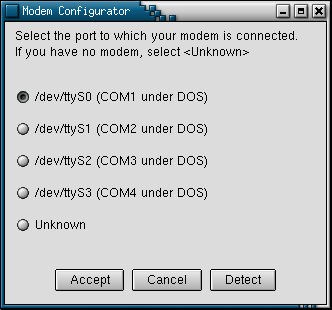 Modem Configurator
Select the port to which your modem is connected.
If you have no modem, select <Unknown>
/dev/ttyS0 (COM1 under DOS)
/dev/ttyS1 (COM2 under DOS)
/dev/ttyS2 (COM3 under DOS)
/dev/ttyS3 (COM4 under DOS)
Unknown
Accept Cancel Detect